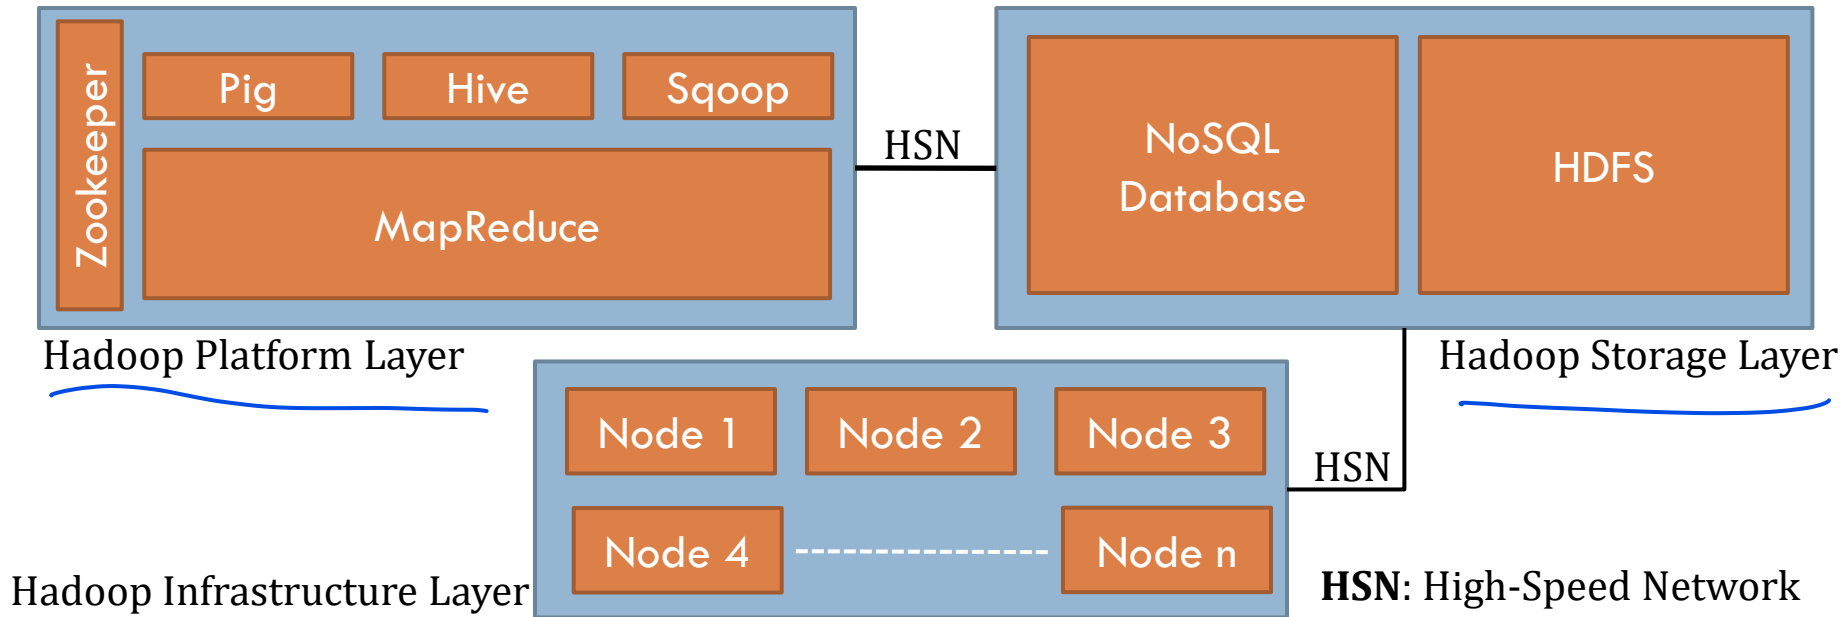 Zookeeper
Pig
Hive
Sqoop
MapReduce
HSN
NoSQL
Database
HDFS
Hadoop Platform Layer
Hadoop Storage Layer
Node 1
Node 2
Node 3
HSN
Node 4
Node n
Hadoop Infrastructure Layer
HSN: High-Speed Network